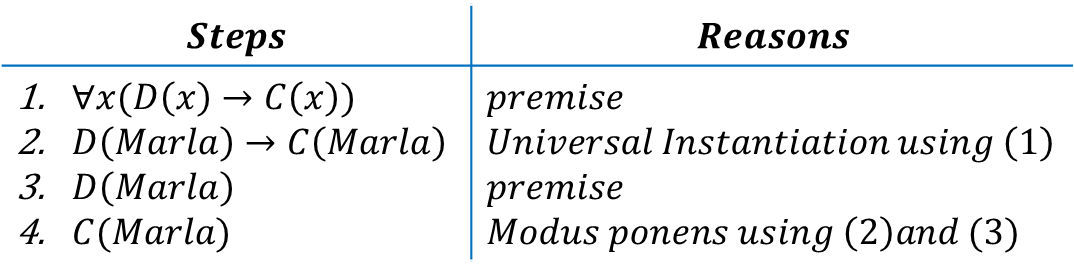 Steps Reasons
1. ∀x(D(x) → C(x)) premise
2. D(Marla) → C(Marla) Universal Instantiation using (1)
3. D(Marla) premise
4. C(Marla) Modus ponens using (2)and (3)